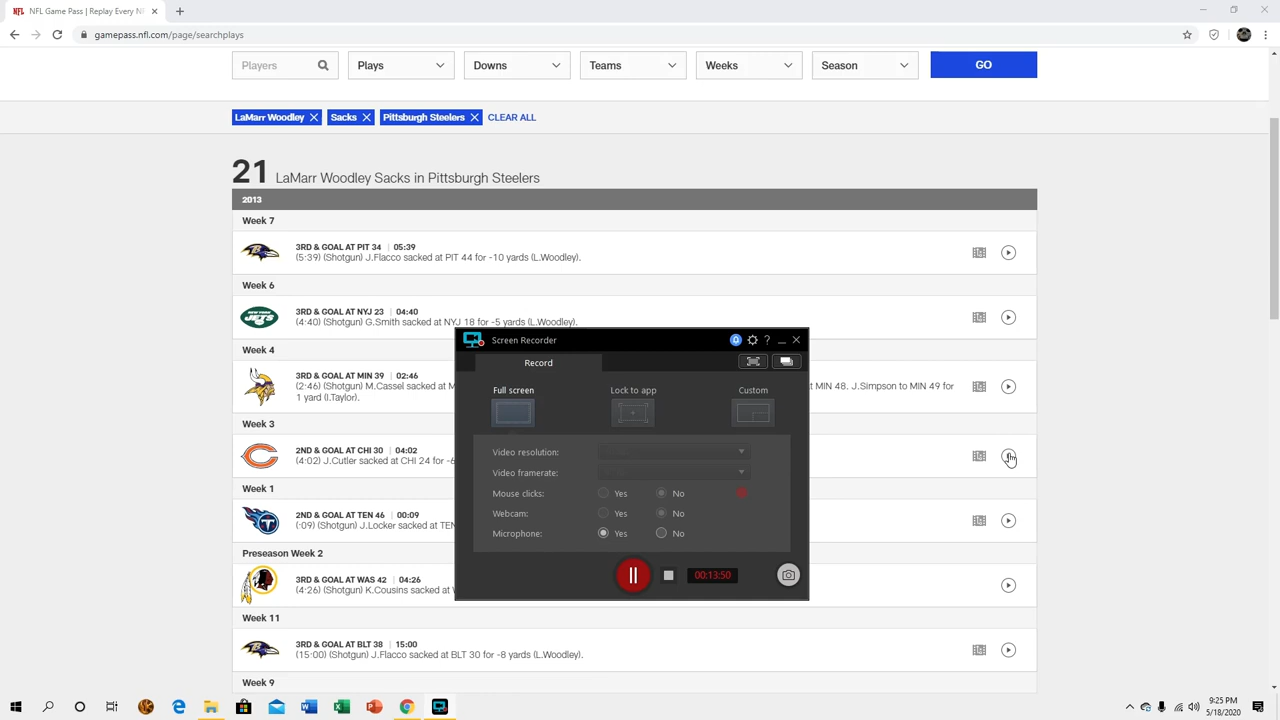 NFL Game Pass | Replay Every NF
gamepass.nfl.com/page/searchplays
Players
Plays
Downs
Teams
Weeks
Season
GO
LaMarr Woodley
Sacks
Pittsburgh Steelers
CLEAR ALL
21 LaMarr Woodley Sacks in Pittsburgh Steelers
2013
Week 7
3RD & GOAL AT PIT 34 | 05:39
(5:39) (Shotgun) J.Flacco sacked at PIT 44 for -10 yards (L.Woodley).
Week 6
3RD & GOAL AT NYJ 23 | 04:40
(4:40) (Shotgun) G.Smith sacked at NYJ 18 for -5 yards (L.Woodley).
Week 4
3RD & GOAL AT MIN 39 | 02:46
(2:46) (Shotgun) M.Cassel sacked at M
at MIN 48. J.Simpson to MIN 49 for
1 yard (I.Taylor).
Week 3
2ND & GOAL AT CHI 30 | 04:02
(4:02) J.Cutler sacked at CHI 24 for -6
Week 1
2ND & GOAL AT TEN 46 | 00:09
(:09) (Shotgun) J.Locker sacked at TEN
Preseason Week 2
3RD & GOAL AT WAS 42 | 04:26
(4:26) (Shotgun) K.Cousins sacked at
Week 11
3RD & GOAL AT BLT 38 | 15:00
(15:00) (Shotgun) J.Flacco sacked at BLT 30 for -8 yards (L.Woodley).
Week 9
Screen Recorder
Record
Full screen
Lock to app
Custom
Video resolution:
Video framerate:
Mouse clicks: Yes No
Webcam: Yes No
Microphone: Yes No
00:13:50
9:25 PM
5/18/2020